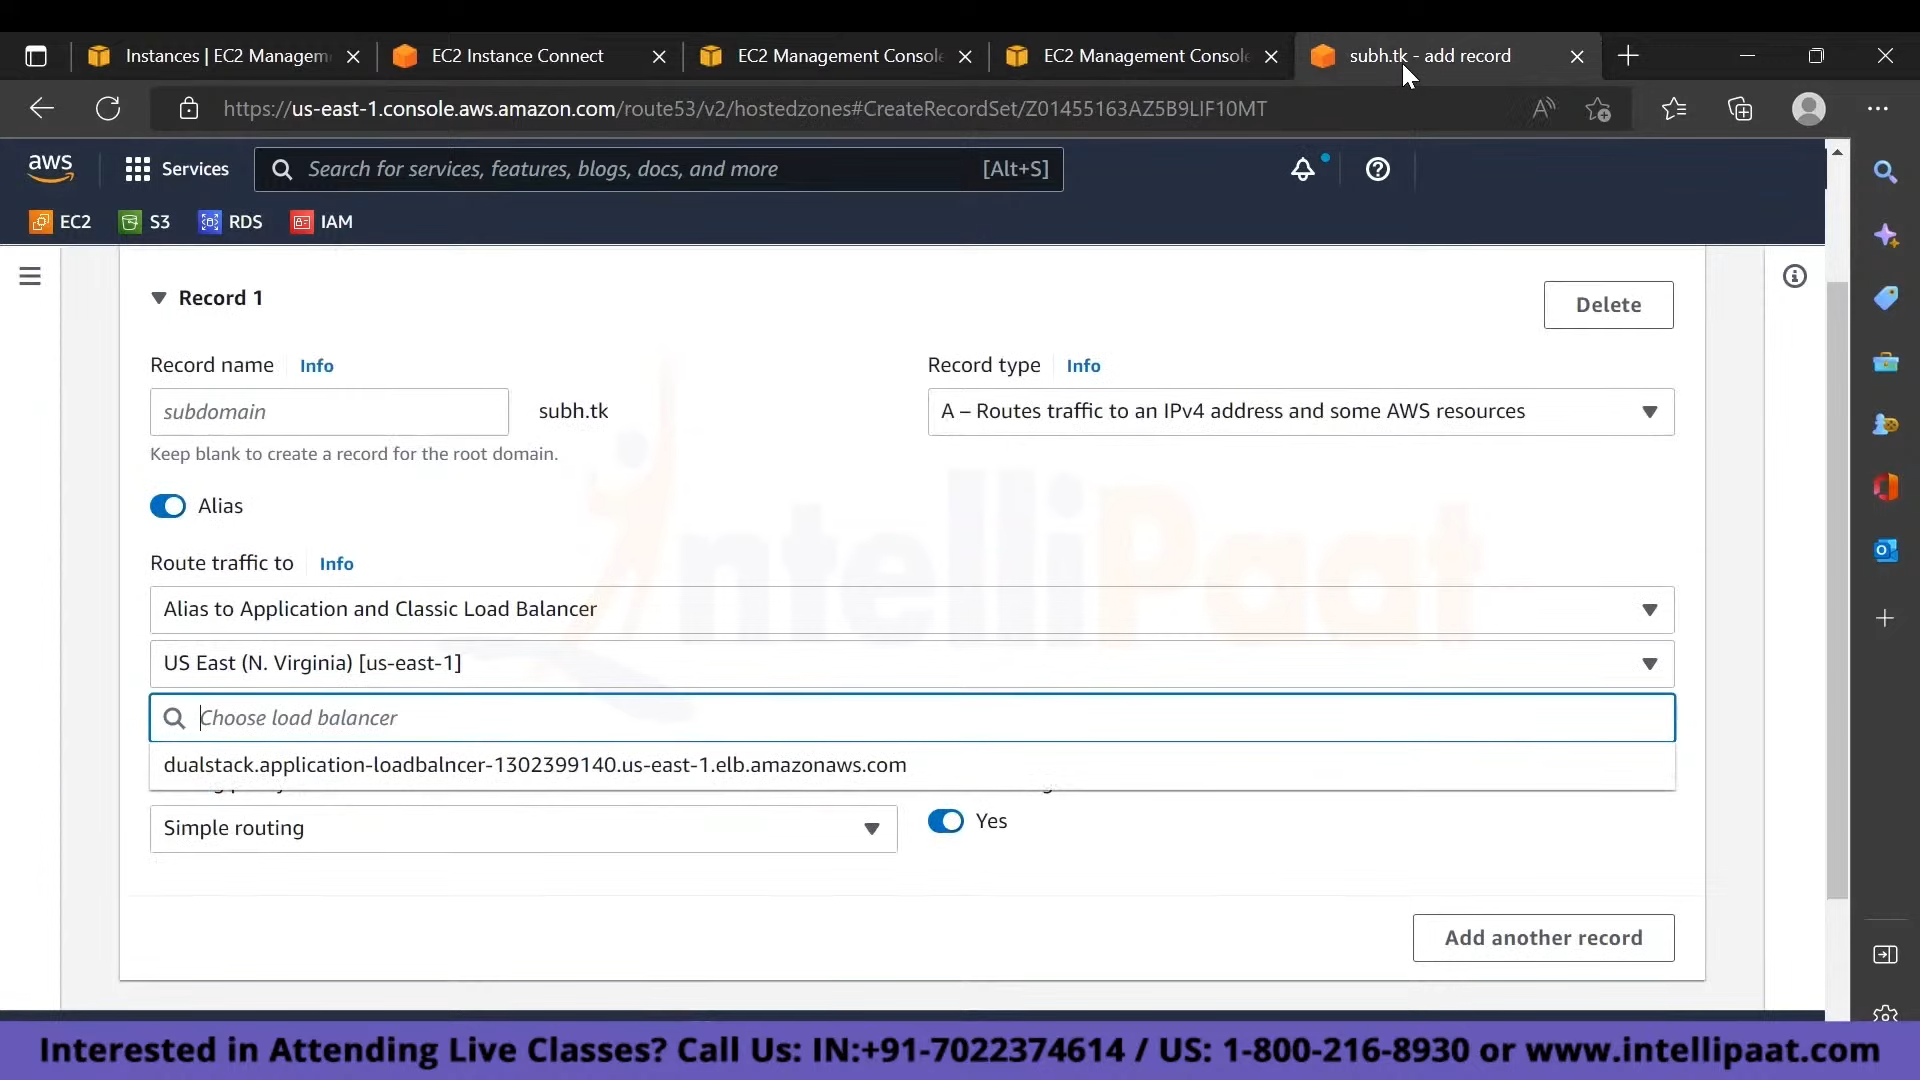 Instances | EC2 Managem
EC2 Instance Connect
EC2 Management Console
EC2 Management Console
subh.tk - add record
https://us-east-1.console.aws.amazon.com/route53/v2/hostedzones#CreateRecordSet/Z01455163AZ5B9LIF10MT
aws
Services
Search for services, features, blogs, docs, and more
[Alt+S]
EC2
S3
RDS
IAM
Record 1
Delete
Record name
Info
Record type
Info
subdomain
subh.tk
A – Routes traffic to an IPv4 address and some AWS resources
Keep blank to create a record for the root domain.
Alias
Route traffic to
Info
Alias to Application and Classic Load Balancer
US East (N. Virginia) [us-east-1]
Choose load balancer
dualstack.application-loadbalncer-1302399140.us-east-1.elb.amazonaws.com
Simple routing
Yes
Add another record
intelliPaat
Interested in Attending Live Classes? Call Us: IN:+91-7022374614 / US: 1-800-216-8930 or www.intellipaat.com